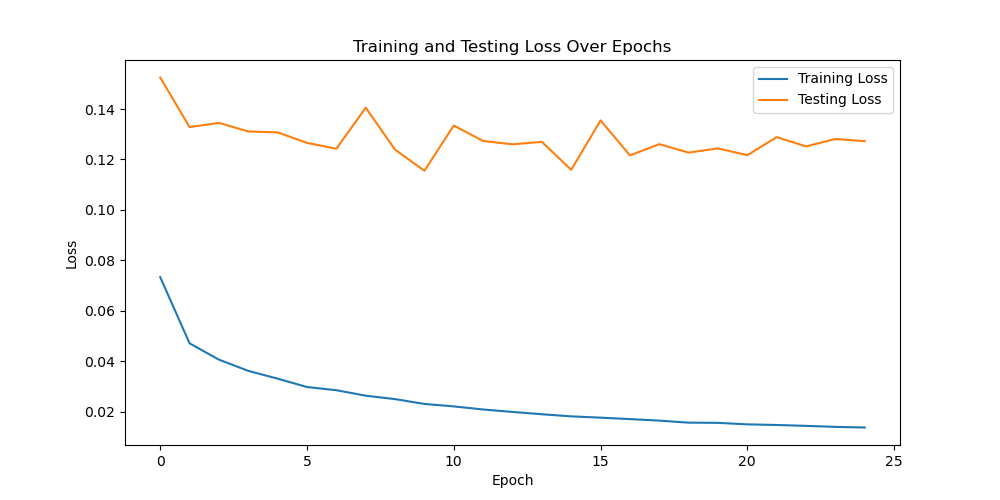 Training and Testing Loss Over Epochs
Training Loss
Testing Loss
0.14
0.12
0.10
0.08
0.06
0.04
0.02
Loss
0 5 10 15 20 25
Epoch